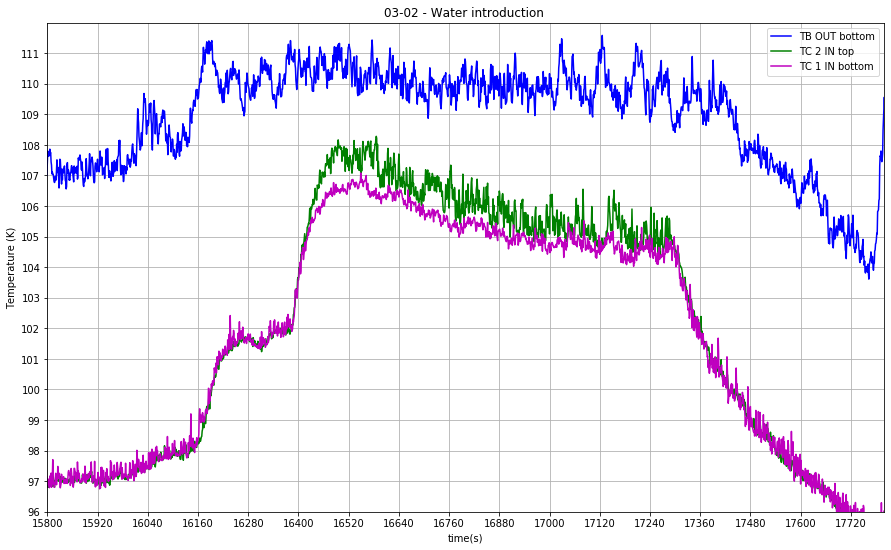 03-02 - Water introduction
TB OUT bottom
TC 2 IN top
TC 1 IN bottom
Temperature (K)
111
110
109
108
107
106
105
104
103
102
101
100
99
98
97
96
15800 15920 16040 16160 16280 16400 16520 16640 16760 16880 17000 17120 17240 17360 17480 17600 17720
time(s)